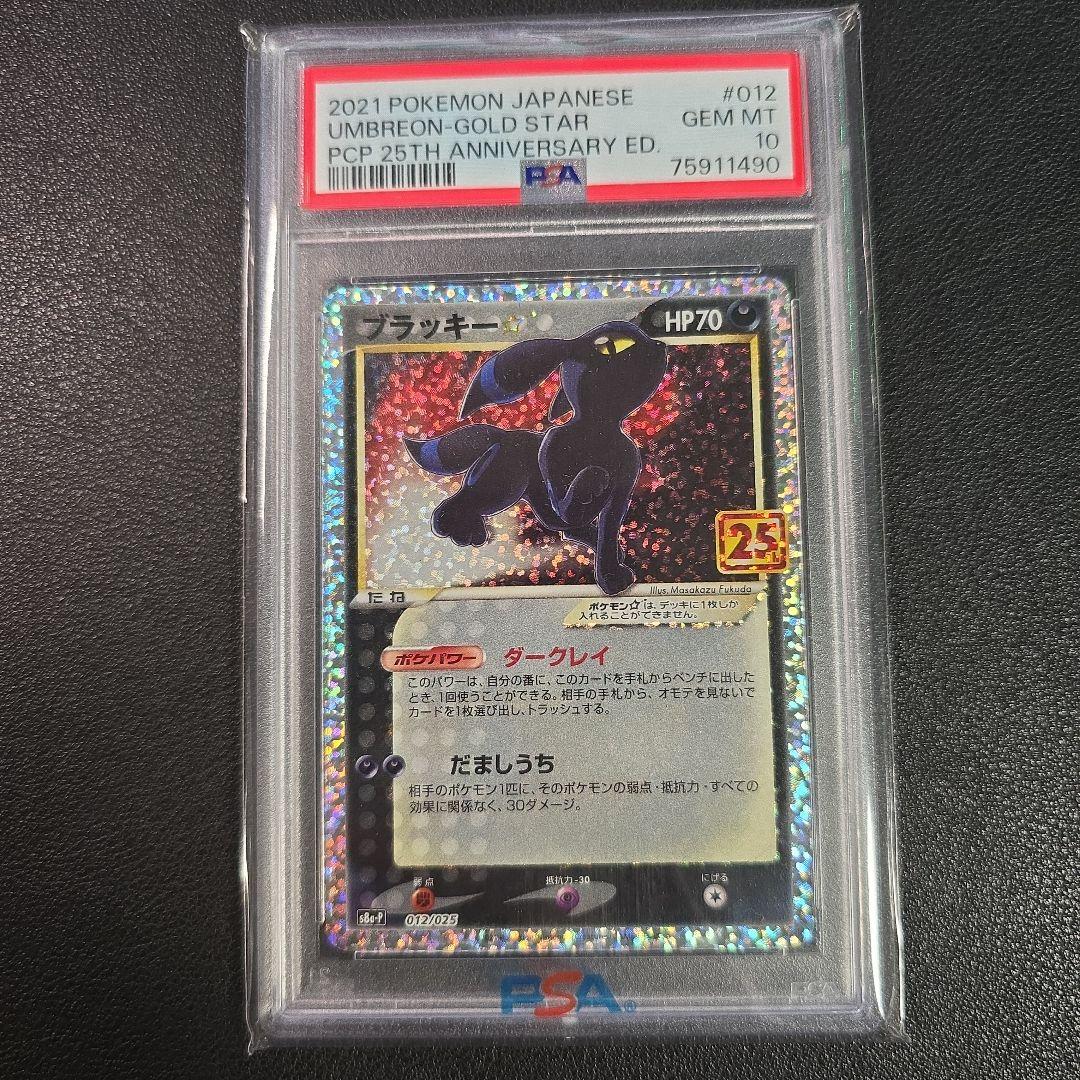 2021 POKEMON JAPANESE #012
UMBREON-GOLD STAR GEM MT
PCP 25TH ANNIVERSARY ED. 10
PSA 75911490
ブラッキー☆ HP70
25
Illus. Masakazu Fukuda
たね
ポケモン☆は、デッキに1枚しか
入れることができません。
ポケパワー ダークレイ
このパワーは、自分の番に、このカードを手札からベンチに出した
とき、1回使うことができる。相手の手札から、オモテを見ないで
カードを1枚選び出し、トラッシュする。
だましうち
相手のポケモン1匹に、そのポケモンの弱点・抵抗力・すべての
効果に関係なく、30ダメージ。
弱点 抵抗力 -30 にげる
s8a-P 012/025
PSA®